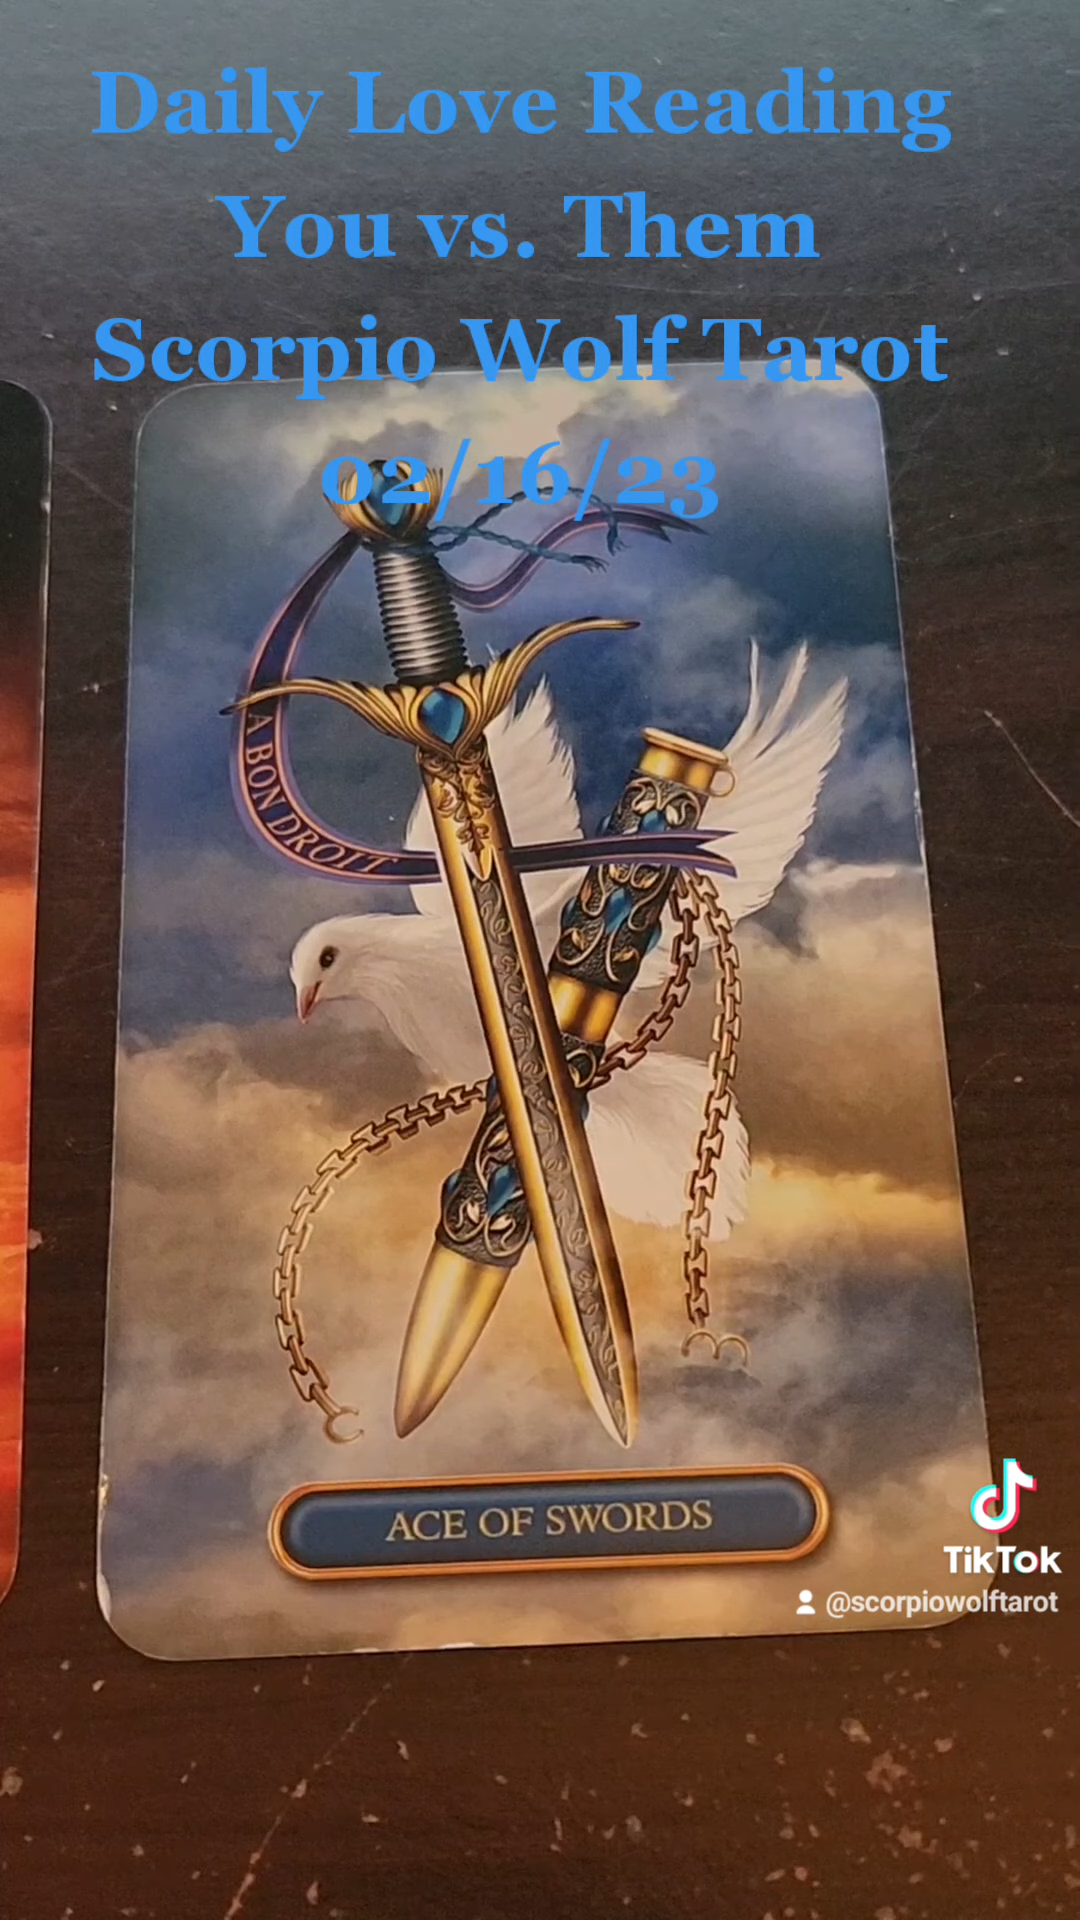 Daily Love Reading
You vs. Them
Scorpio Wolf Tarot
02/16/23
A BON DROIT
ACE OF SWORDS
TikTok
@scorpiowolftarot